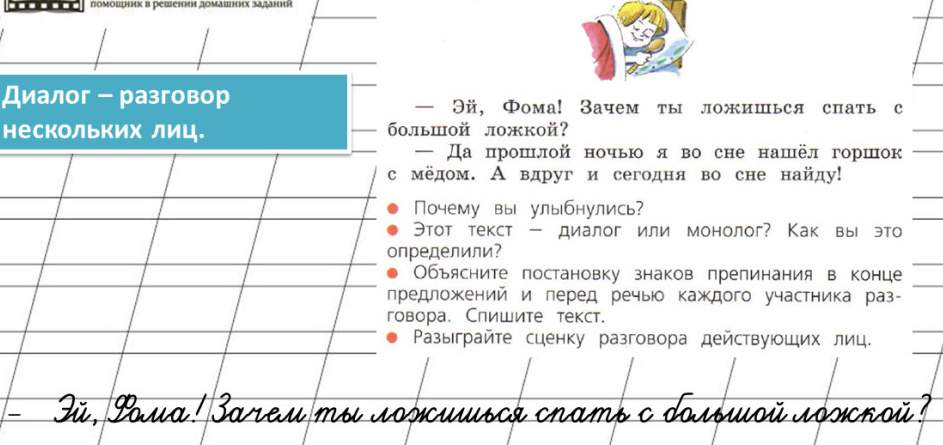 помощник в решении домашних заданий
Диалог – разговор
нескольких лиц.
— Эй, Фома! Зачем ты ложишься спать с
большой ложкой?
— Да прошлой ночью я во сне нашёл горшок
с мёдом. А вдруг и сегодня во сне найду!
● Почему вы улыбнулись?
● Этот текст — диалог или монолог? Как вы это
определили?
● Объясните постановку знаков препинания в конце
предложений и перед речью каждого участника раз-
говора. Спишите текст.
● Разыграйте сценку разговора действующих лиц.
– Эй, Фома! Зачем ты ложишься спать с большой ложкой?